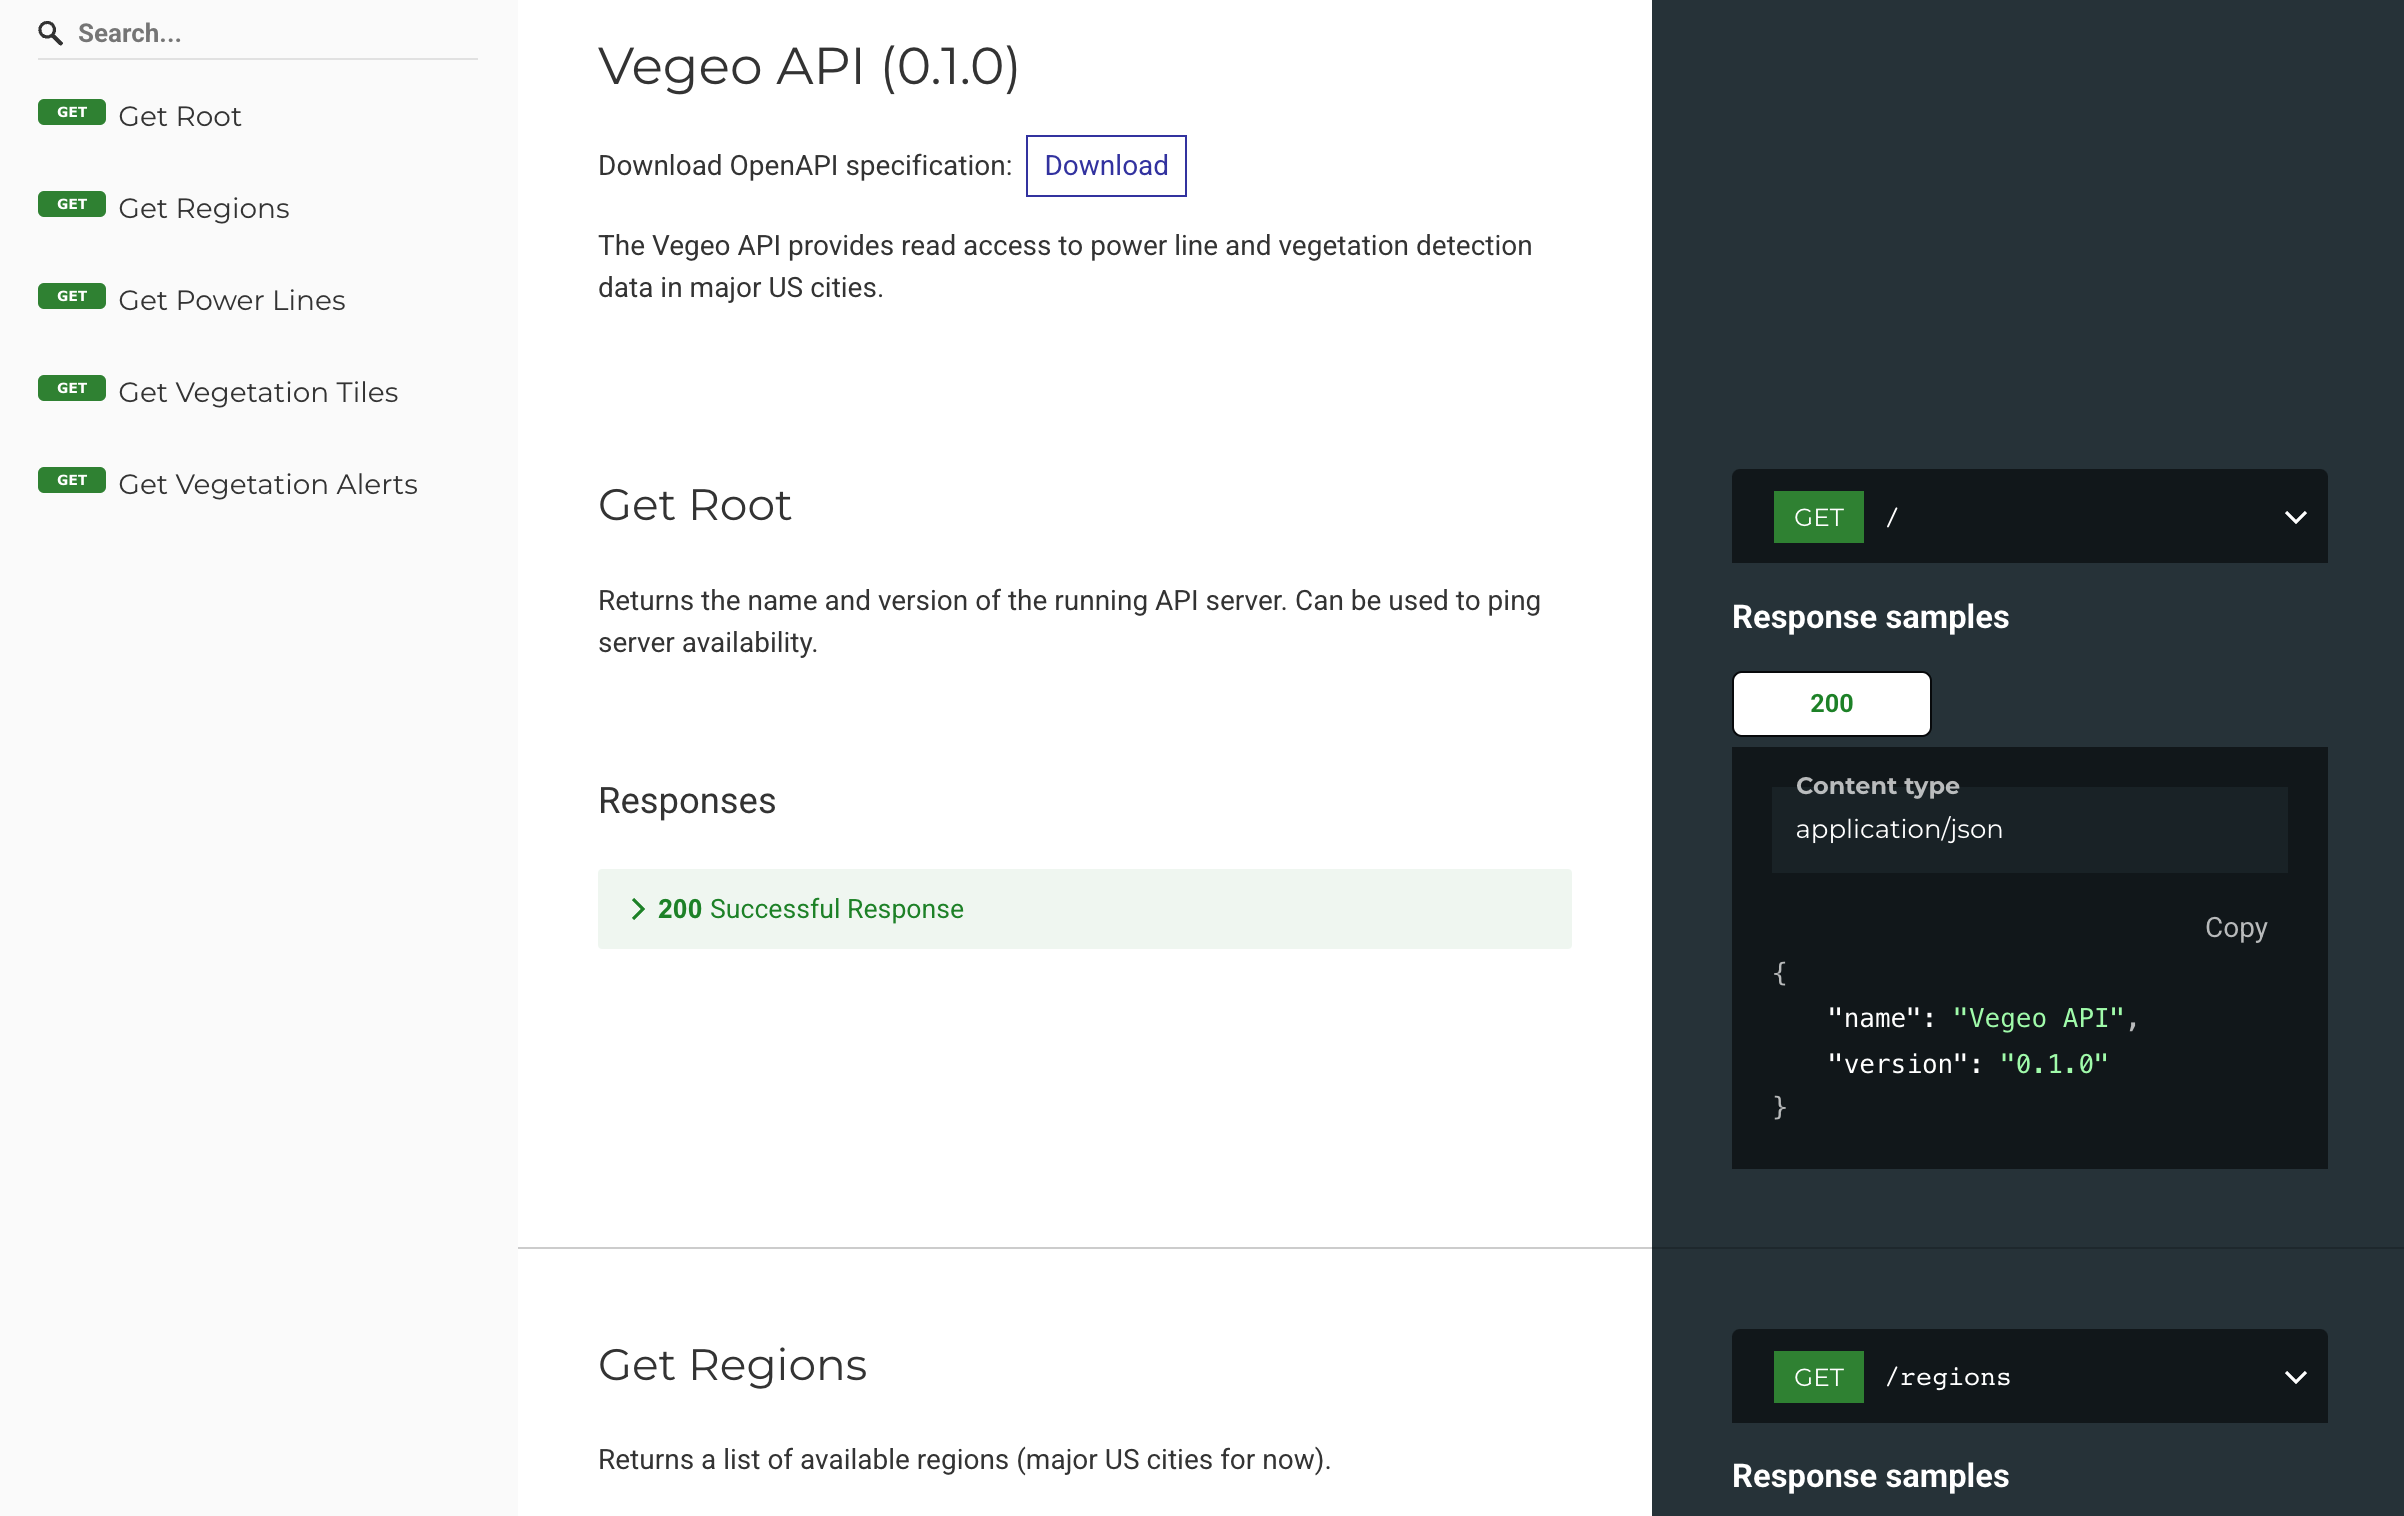 Search...
GET Get Root
GET Get Regions
GET Get Power Lines
GET Get Vegetation Tiles
GET Get Vegetation Alerts
Vegeo API (0.1.0)
Download OpenAPI specification: Download
The Vegeo API provides read access to power line and vegetation detection
data in major US cities.
Get Root
Returns the name and version of the running API server. Can be used to ping
server availability.
Responses
200 Successful Response
GET /
Response samples
200
Content type
application/json
Copy
{
"name": "Vegeo API",
"version": "0.1.0"
}
Get Regions
Returns a list of available regions (major US cities for now).
GET /regions
Response samples